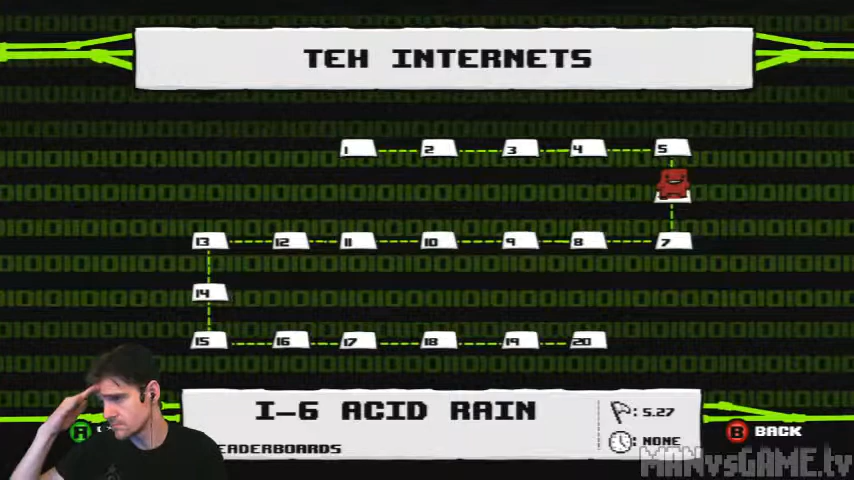 TEH INTERNETS
1 2 3 4 5
13 12 11 10 9 8 7
14
15 16 17 18 19 20
I-6 ACID RAIN
: 5.27
: NONE
A
EADERBOARDS
B BACK
MANvsGAME.tv